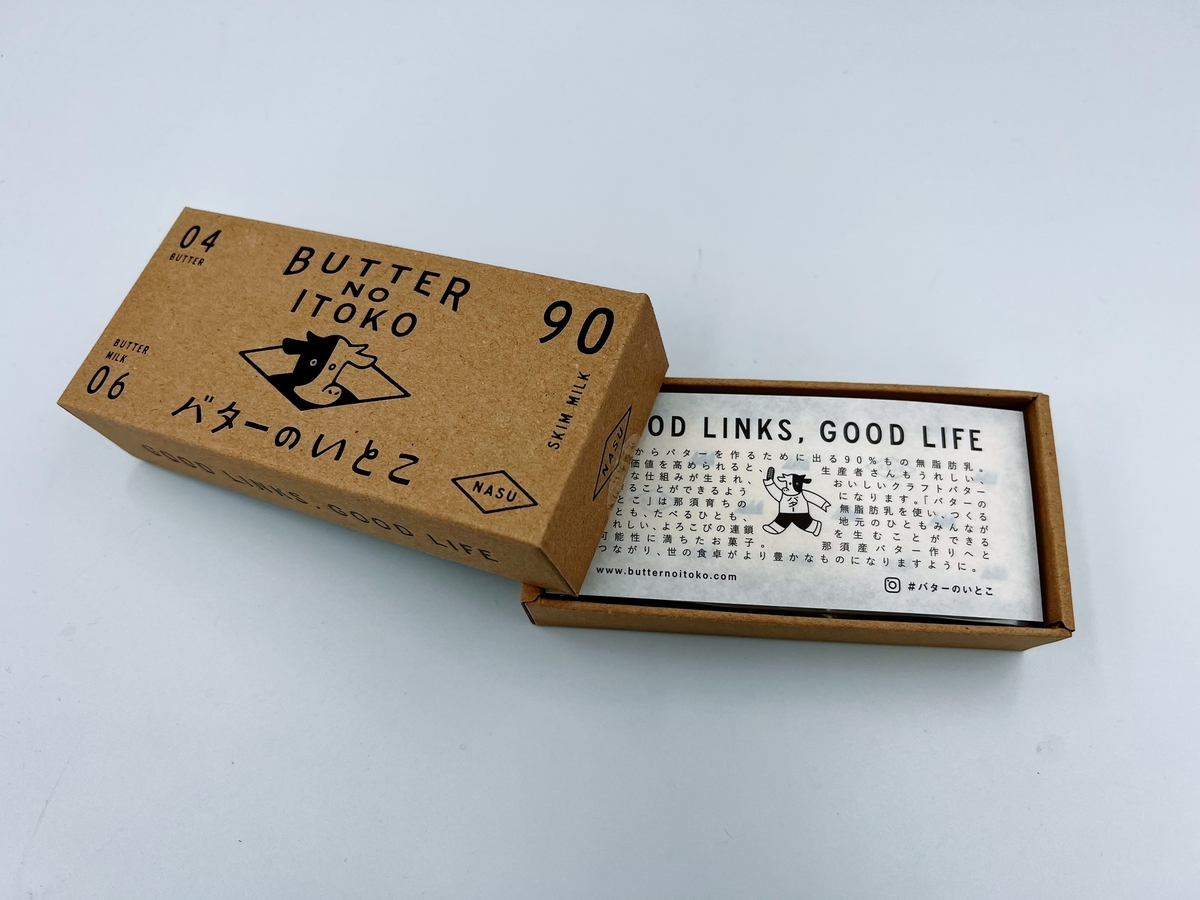 04
BUTTER
BUTTER
NO
ITOKO
90
SKIM MILK
BUTTER
MILK
06
バターのいとこ
NASU
NASU
GOOD LINKS, GOOD LIFE
OD LINKS, GOOD LIFE
からバターを作るために出る90%もの無脂肪乳。
価値を高められると、
生産者さんもうれしい、
な仕組みが生まれ、
おいしいクラフトバター
ることができるよう
になります。「バターの
とこ」は那須育ちの
無脂肪乳を使い、つくる
とも、たべるひとも、
地元のひともみんなが
れしい、よろこびの連鎖
を生むことができる
可能性に満ちたお菓子。
那須産バター作りへと
つながり、世の食卓がより豊かなものになりますように。
バター
www.butternoitoko.com
#バターのいとこ